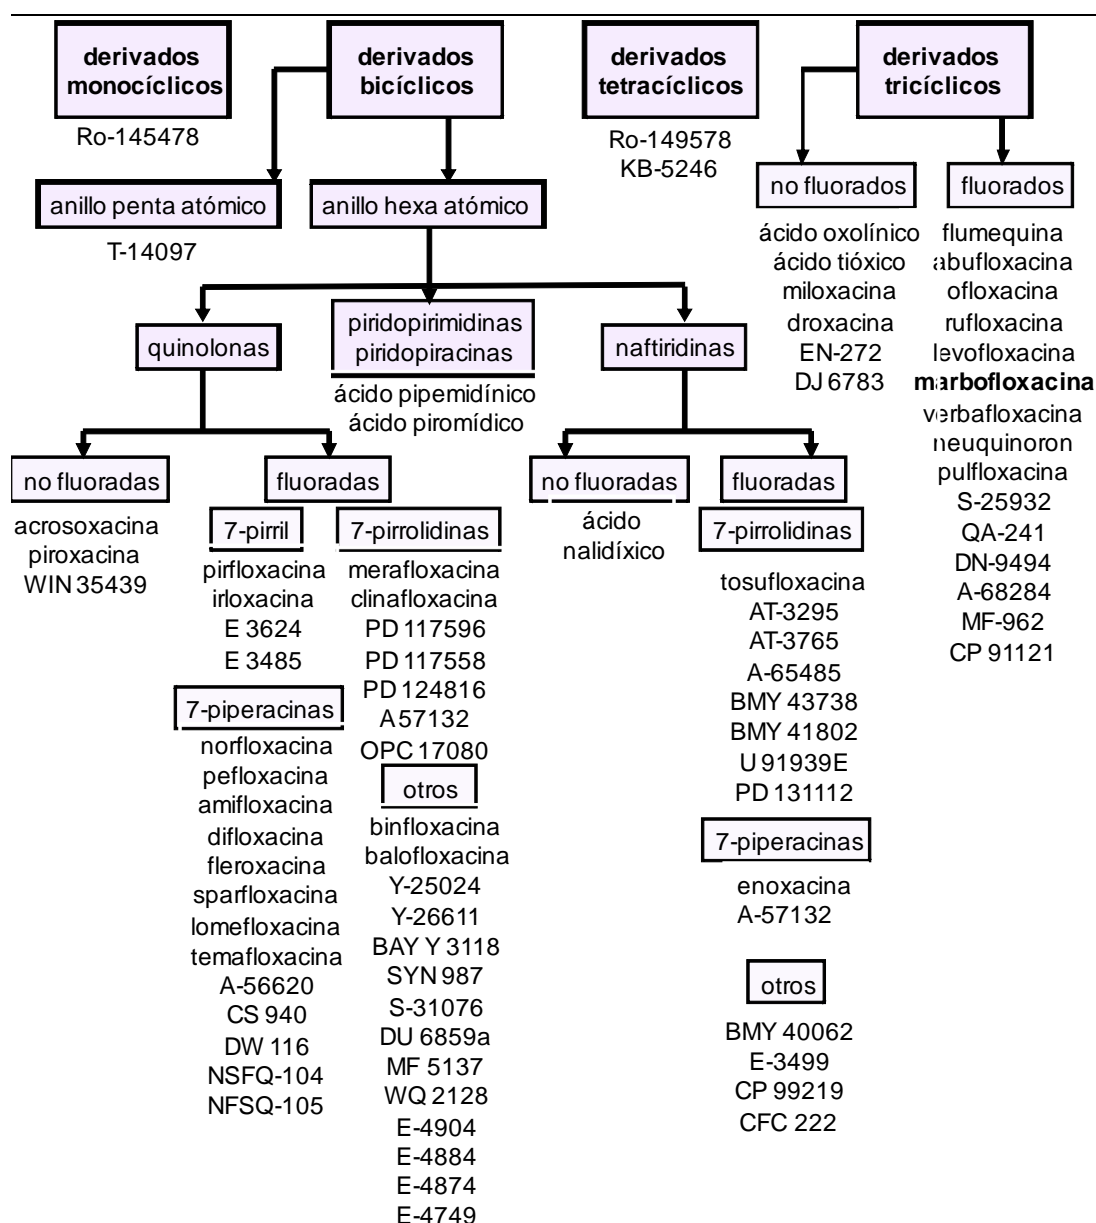 derivados
monocíclicos
Ro-145478
derivados
bicíclicos
anillo penta atómico
T-14097
anillo hexa atómico
quinolonas
no fluoradas
acrosoxacina
piroxacina
WIN 35439
fluoradas
7-pirril
pirfloxacina
irloxacina
E 3624
E 3485
7-piperacinas
norfloxacina
pefloxacina
amifloxacina
difloxacina
fleroxacina
sparfloxacina
lomefloxacina
temafloxacina
A-56620
CS 940
DW 116
NSFQ-104
NFSQ-105
7-pirrolidinas
merafloxacina
clinafloxacina
PD 117596
PD 117558
PD 124816
A 57132
OPC 17080
otros
binfloxacina
balofloxacina
Y-25024
Y-26611
BAY Y 3118
SYN 987
S-31076
DU 6859a
MF 5137
WQ 2128
E-4904
E-4884
E-4874
E-4749
piridopirimidinas
piridopiracinas
ácido pipemidínico
ácido piromídico
naftiridinas
no fluoradas
ácido
nalidíxico
fluoradas
7-pirrolidinas
tosufloxacina
AT-3295
AT-3765
A-65485
BMY 43738
BMY 41802
U 91939E
PD 131112
7-piperacinas
enoxacina
A-57132
otros
BMY 40062
E-3499
CP 99219
CFC 222
derivados
tetracíclicos
Ro-149578
KB-5246
derivados
tricíclicos
no fluorados
ácido oxolínico
ácido tióxico
miloxacina
droxacina
EN-272
DJ 6783
fluorados
flumequina
abufloxacina
ofloxacina
rufloxacina
levofloxacina
marbofloxacina
verbafloxacina
neuquinoron
pulfloxacina
S-25932
QA-241
DN-9494
A-68284
MF-962
CP 91121